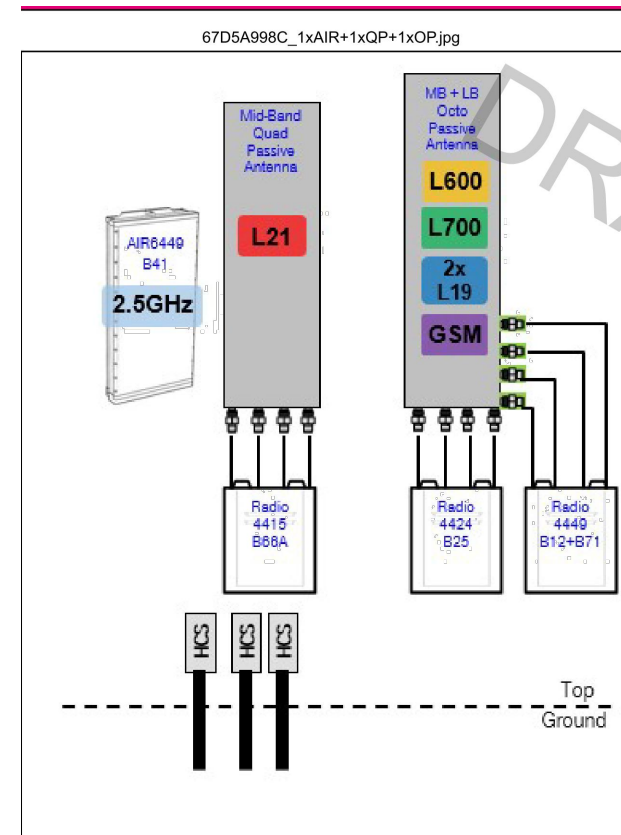 67D5A998C_1xAIR+1xQP+1xOP.jpg
Mid-Band
Quad
Passive
Antenna
L21
MB + LB
Octo
Passive
Antenna
L600
L700
2x
L19
GSM
AIR6449
B41
2.5GHz
Radio
4415
B66A
Radio
4424
B25
Radio
4449
B12+B71
HCS
HCS
HCS
Top
Ground